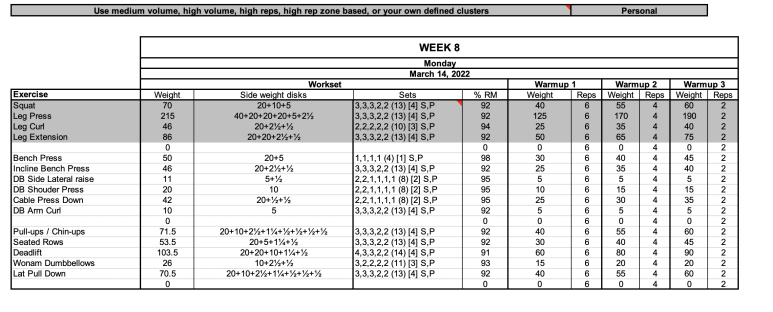 Use medium volume, high volume, high reps, high rep zone based, or your own defined clusters Personal
WEEK 8
Monday
March 14, 2022
Workset Warmup 1 Warmup 2 Warmup 3
Exercise Weight Side weight disks Sets % RM Weight Reps Weight Reps Weight Reps
Squat 70 20+10+5 3,3,3,2,2 (13) [4] S,P 92 40 6 55 4 60 2
Leg Press 215 40+20+20+20+5+2½ 3,3,3,2,2 (13) [4] S,P 92 125 6 170 4 190 2
Leg Curl 46 20+2½+½ 2,2,2,2,2 (10) [3] S,P 94 25 6 35 4 40 2
Leg Extension 86 20+20+2½+½ 3,3,3,2,2 (13) [4] S,P 92 50 6 65 4 75 2
0 0 6 0 4 0 2
Bench Press 50 20+5 1,1,1,1 (4) [1] S,P 98 30 6 40 4 45 2
Incline Bench Press 46 20+2½+½ 3,3,3,2,2 (13) [4] S,P 92 25 6 35 4 40 2
DB Side Lateral raise 11 5+½ 2,2,1,1,1,1 (8) [2] S,P 95 5 6 5 4 5 2
DB Shouder Press 20 10 2,2,1,1,1,1 (8) [2] S,P 95 10 6 15 4 15 2
Cable Press Down 42 20+½+½ 2,2,1,1,1,1 (8) [2] S,P 95 25 6 30 4 35 2
DB Arm Curl 10 5 3,3,3,2,2 (13) [4] S,P 92 5 6 5 4 5 2
0 0 6 0 4 0 2
Pull-ups / Chin-ups 71.5 20+10+2½+1¼+½+½+½+½ 3,3,3,2,2 (13) [4] S,P 92 40 6 55 4 60 2
Seated Rows 53.5 20+5+1¼+½ 3,3,3,2,2 (13) [4] S,P 92 30 6 40 4 45 2
Deadlift 103.5 20+20+10+1¼+½ 4,3,3,2,2 (14) [4] S,P 91 60 6 80 4 90 2
Wonam Dumbbellows 26 10+2½+½ 3,2,2,2,2 (11) [3] S,P 93 15 6 20 4 20 2
Lat Pull Down 70.5 20+10+2½+1¼+½+½+½ 3,3,3,2,2 (13) [4] S,P 92 40 6 55 4 60 2
0 0 6 0 4 0 2